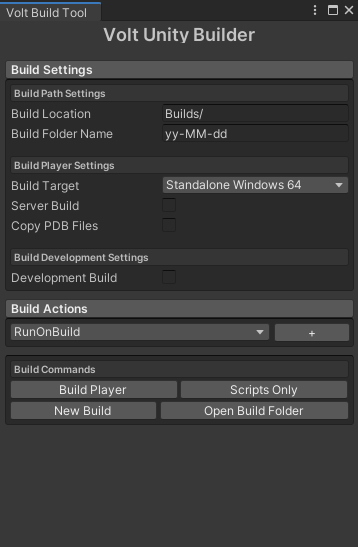 Volt Build Tool
Volt Unity Builder
Build Settings
Build Path Settings
Build Location Builds/
Build Folder Name yy-MM-dd
Build Player Settings
Build Target Standalone Windows 64
Server Build
Copy PDB Files
Build Development Settings
Development Build
Build Actions
RunOnBuild +
Build Commands
Build Player Scripts Only
New Build Open Build Folder